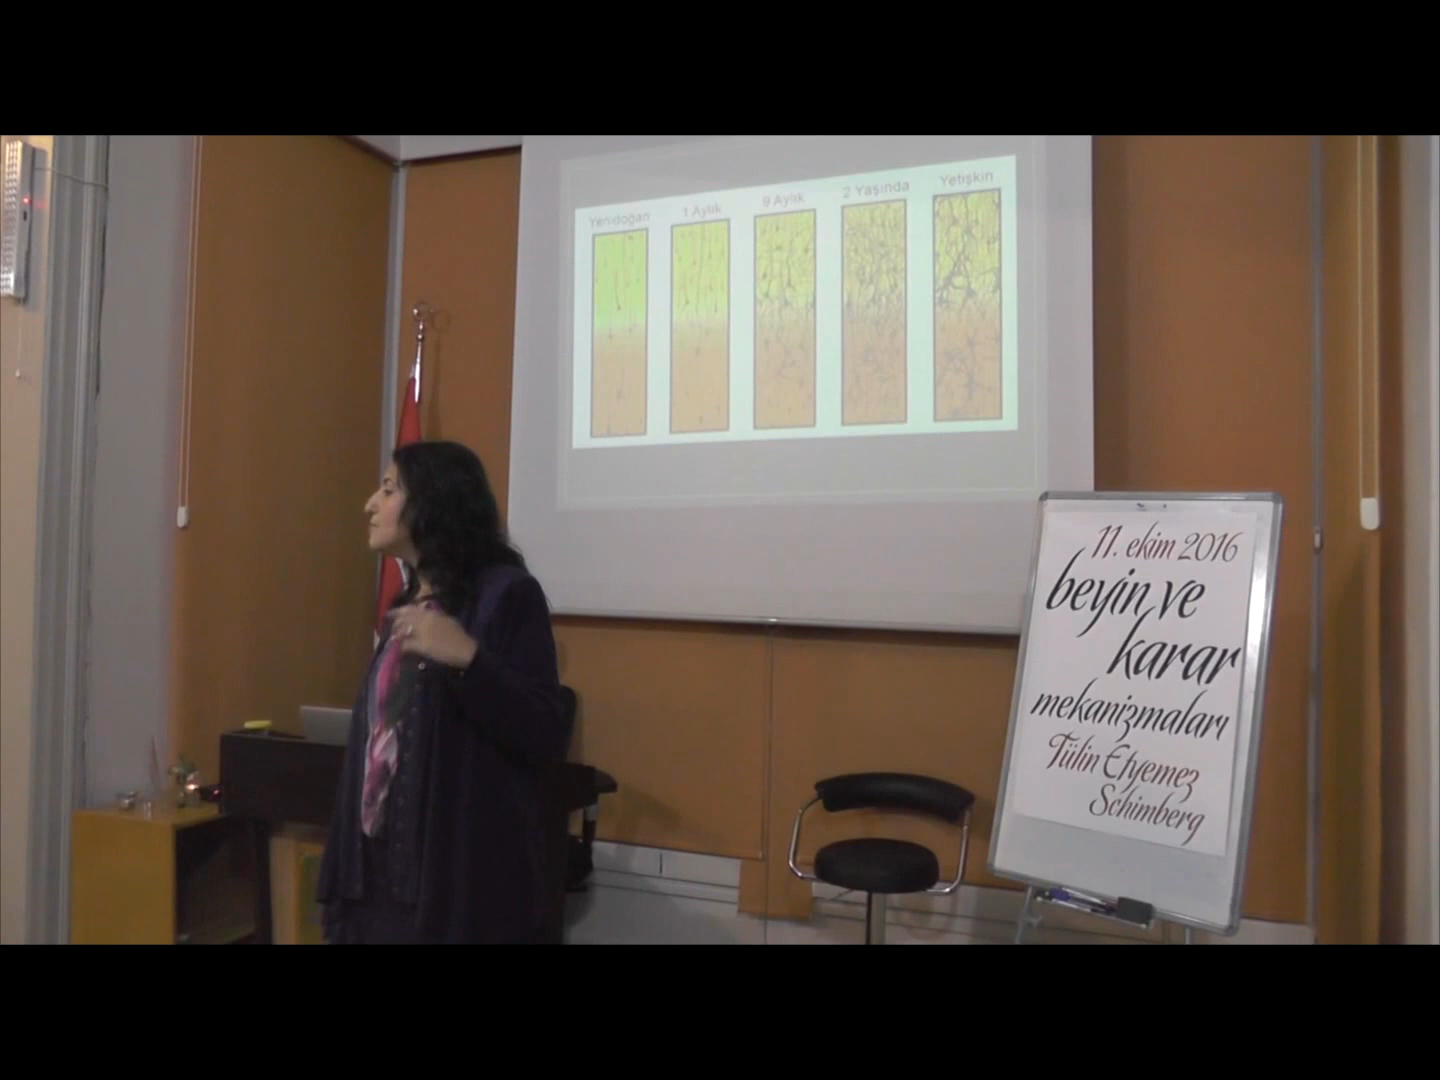 Yenidoğan
1 Aylık
9 Aylık
2 Yaşında
Yetişkin
11. ekim 2016
beyin ve
karar
mekanizmaları
Tülin Etyemez
Schimberg